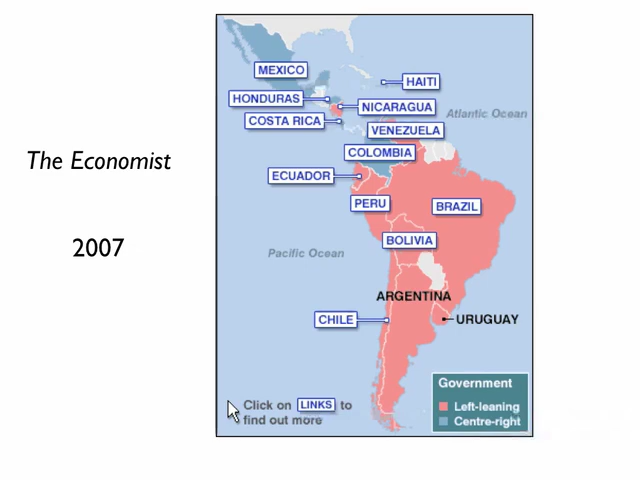 The Economist
2007
MEXICO
HAITI
HONDURAS
NICARAGUA
COSTA RICA
Atlantic Ocean
VENEZUELA
COLOMBIA
ECUADOR
PERU
BRAZIL
BOLIVIA
Pacific Ocean
ARGENTINA
CHILE
URUGUAY
Government
Left-leaning
Centre-right
Click on LINKS to
find out more